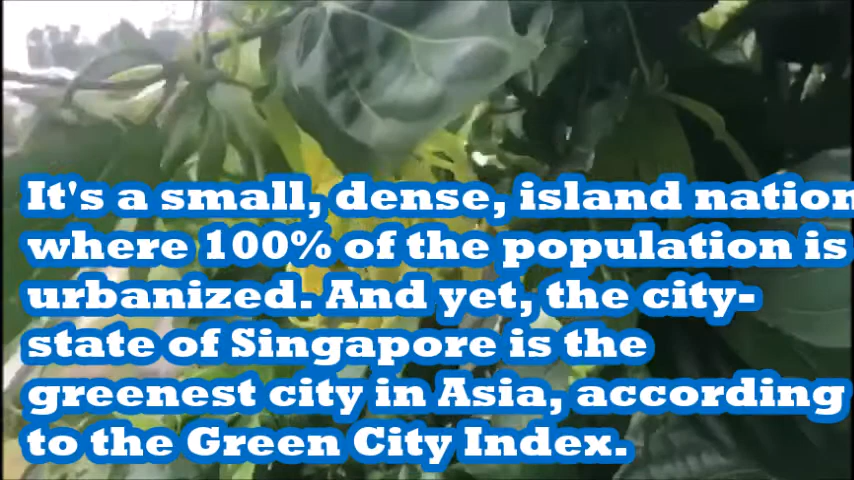 It's a small, dense, island nation
where 100% of the population is
urbanized. And yet, the city-
state of Singapore is the
greenest city in Asia, according
to the Green City Index.